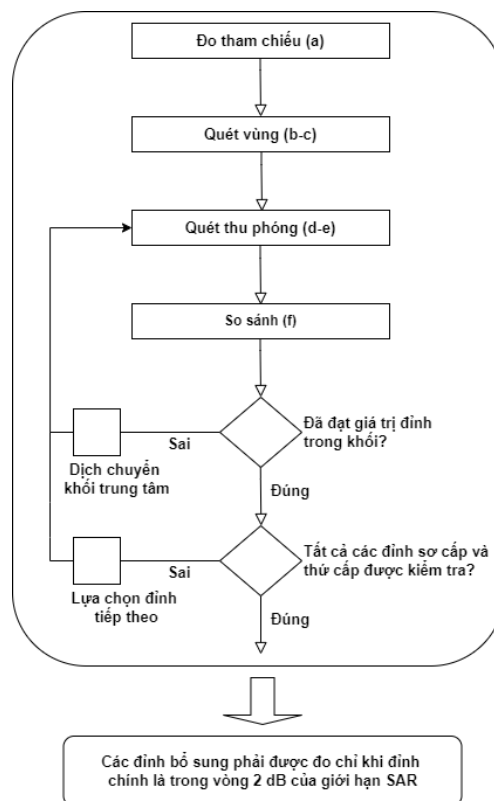 Đo tham chiếu (a)
Quét vùng (b-c)
Quét thu phóng (d-e)
So sánh (f)
Đã đạt giá trị đỉnh
trong khối?
Sai
Dịch chuyển
khối trung tâm
Đúng
Tất cả các đỉnh sơ cấp và
thứ cấp được kiểm tra?
Sai
Lựa chọn đỉnh
tiếp theo
Đúng
Các đỉnh bổ sung phải được đo chỉ khi đỉnh
chính là trong vòng 2 dB của giới hạn SAR